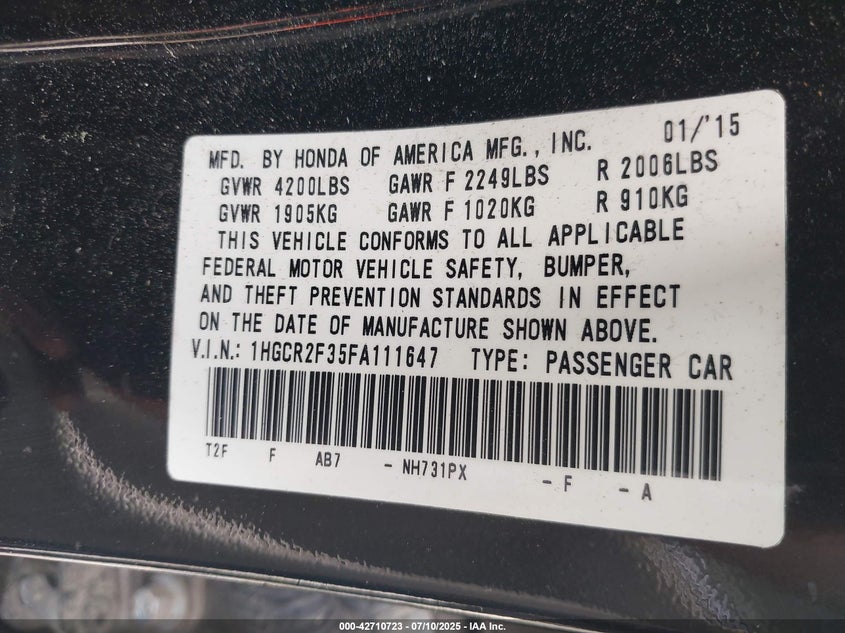 MFD. BY HONDA OF AMERICA MFG., INC. 01/'15
GVWR 4200LBS GAWR F 2249LBS R 2006LBS
GVWR 1905KG GAWR F 1020KG R 910KG
THIS VEHICLE CONFORMS TO ALL APPLICABLE
FEDERAL MOTOR VEHICLE SAFETY, BUMPER,
AND THEFT PREVENTION STANDARDS IN EFFECT
ON THE DATE OF MANUFACTURE SHOWN ABOVE.
V.I.N.: 1HGCR2F35FA111647 TYPE: PASSENGER CAR
T2F F AB7 - NH731PX - F - A
000-42710723 - 07/10/2025 - IAA Inc.